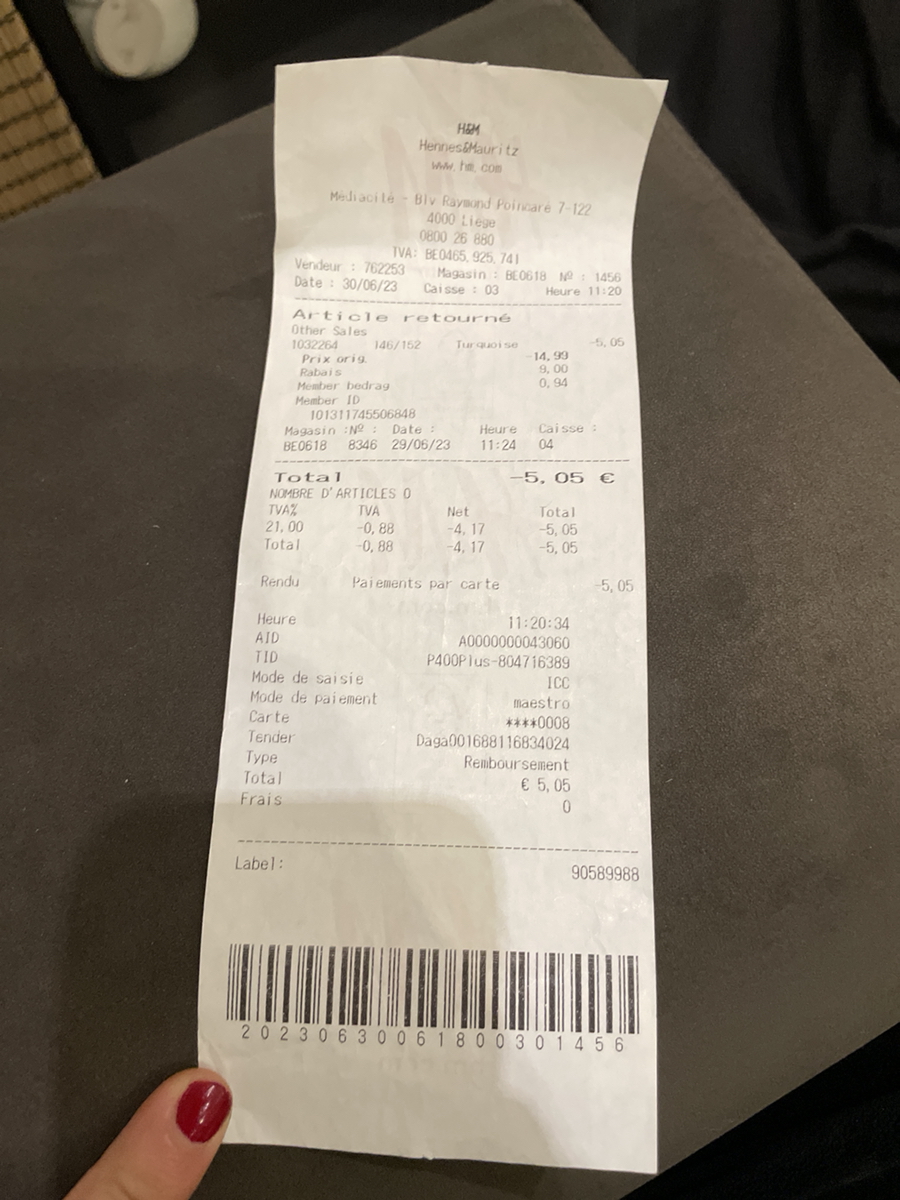 H&M
Hennes&Mauritz
www.hm.com
Médiacité - Blv Raymond Poincaré 7-122
4000 Liège
0800 26 880
TVA: BE0465.925.741
Vendeur : 762253 Magasin : BE0618 Nº : 1456
Date : 30/06/23 Caisse : 03 Heure 11:20
Article retourné
Other Sales
1032264 146/152 Turquoise -5,05
Prix orig. -14,99
Rabais 9,00
Member bedrag 0,94
Member ID
101311745506848
Magasin :Nº : Date : Heure Caisse :
BE0618 8346 29/06/23 11:24 04
Total -5,05 €
NOMBRE D'ARTICLES 0
TVA% TVA Net Total
21,00 -0,88 -4,17 -5,05
Total -0,88 -4,17 -5,05
Rendu Paiements par carte -5,05
Heure 11:20:34
AID A0000000043060
TID P400Plus-804716389
Mode de saisie ICC
Mode de paiement maestro
Carte ****0008
Tender Daga001688116834024
Type Remboursement
Total € 5,05
Frais 0
Label: 90589988
20230630061800301456